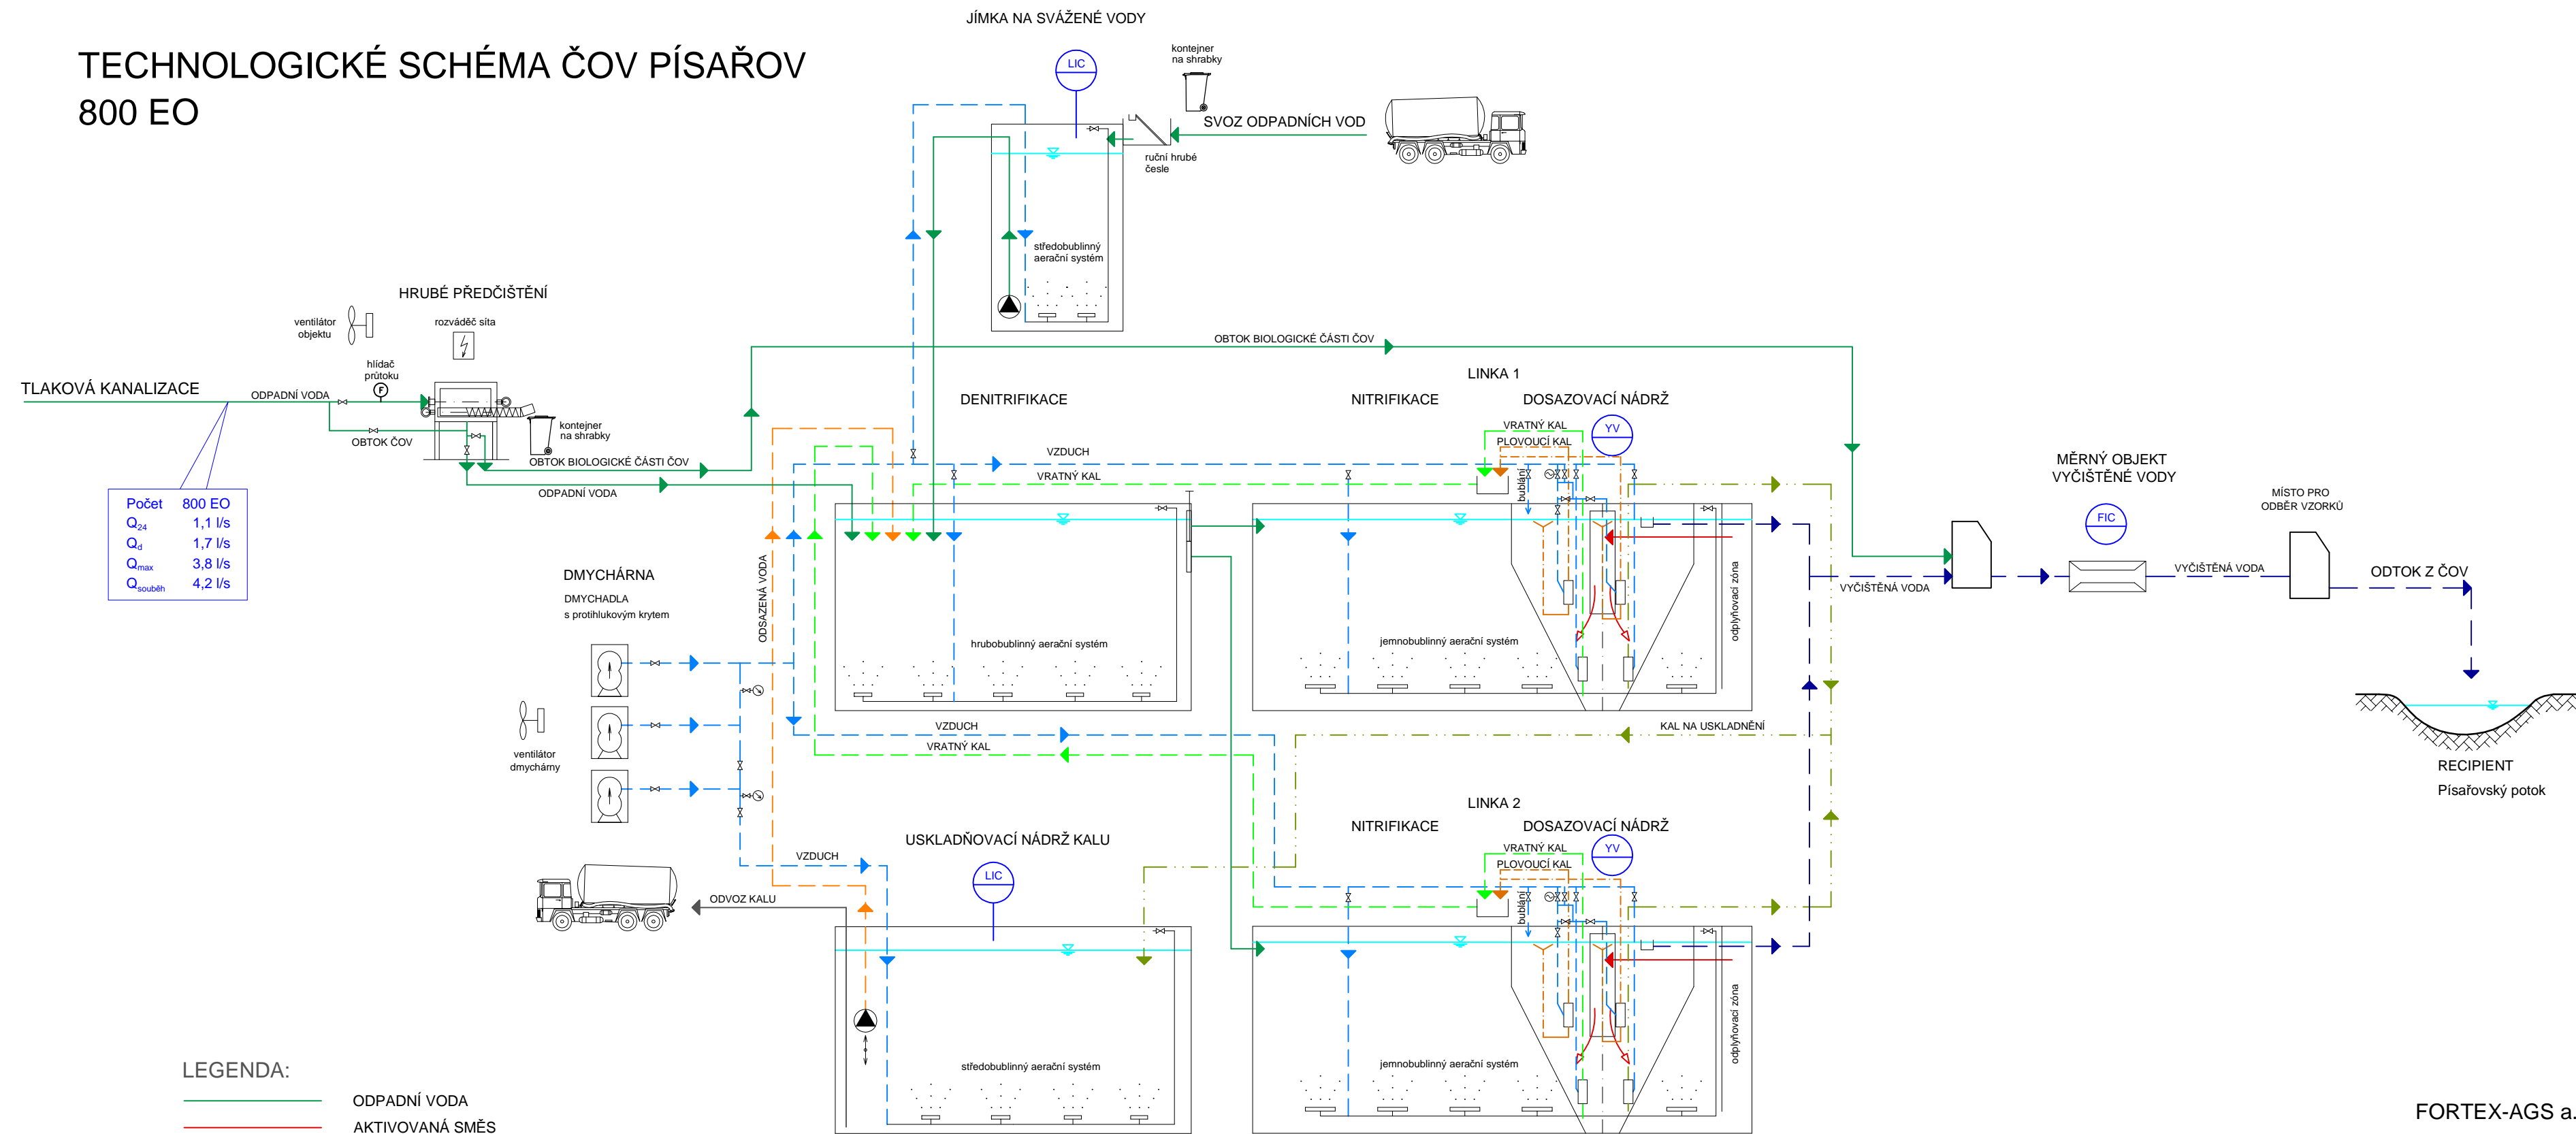 JÍMKA NA SVÁŽENÉ VODY
TECHNOLOGICKÉ SCHÉMA ČOV PÍSAŘOV
800 EO
LIC
kontejner
na shrabky
SVOZ ODPADNÍCH VOD
ruční hrubé
česle
středobublinný
aerační systém
HRUBÉ PŘEDČIŠTĚNÍ
ventilátor
objektu
rozváděč síta
hlídač
průtoku
F
TLAKOVÁ KANALIZACE
ODPADNÍ VODA
OBTOK ČOV
kontejner
na shrabky
OBTOK BIOLOGICKÉ ČÁSTI ČOV
ODPADNÍ VODA
OBTOK BIOLOGICKÉ ČÁSTI ČOV
Počet 800 EO
Q24 1,1 l/s
Qd 1,7 l/s
Qmax 3,8 l/s
Qsouběh 4,2 l/s
LINKA 1
DENITRIFIKACE
NITRIFIKACE
DOSAZOVACÍ NÁDRŽ
VRATNÝ KAL
PLOVOUCÍ KAL
YV
VZDUCH
VRATNÝ KAL
bublání
odplyňovací zóna
hrubobublinný aerační systém
jemnobublinný aerační systém
ODSAZENÁ VODA
DMYCHÁRNA
DMYCHADLA
s protihlukovým krytem
ventilátor
dmychárny
VZDUCH
VRATNÝ KAL
KAL NA USKLADNĚNÍ
VYČIŠTĚNÁ VODA
MĚRNÝ OBJEKT
VYČIŠTĚNÉ VODY
FIC
VYČIŠTĚNÁ VODA
MÍSTO PRO
ODBĚR VZORKŮ
ODTOK Z ČOV
RECIPIENT
Písařovský potok
LINKA 2
NITRIFIKACE
DOSAZOVACÍ NÁDRŽ
VRATNÝ KAL
PLOVOUCÍ KAL
YV
bublání
odplyňovací zóna
jemnobublinný aerační systém
USKLADŇOVACÍ NÁDRŽ KALU
VZDUCH
LIC
ODVOZ KALU
středobublinný aerační systém
LEGENDA:
ODPADNÍ VODA
AKTIVOVANÁ SMĚS
FORTEX-AGS a.